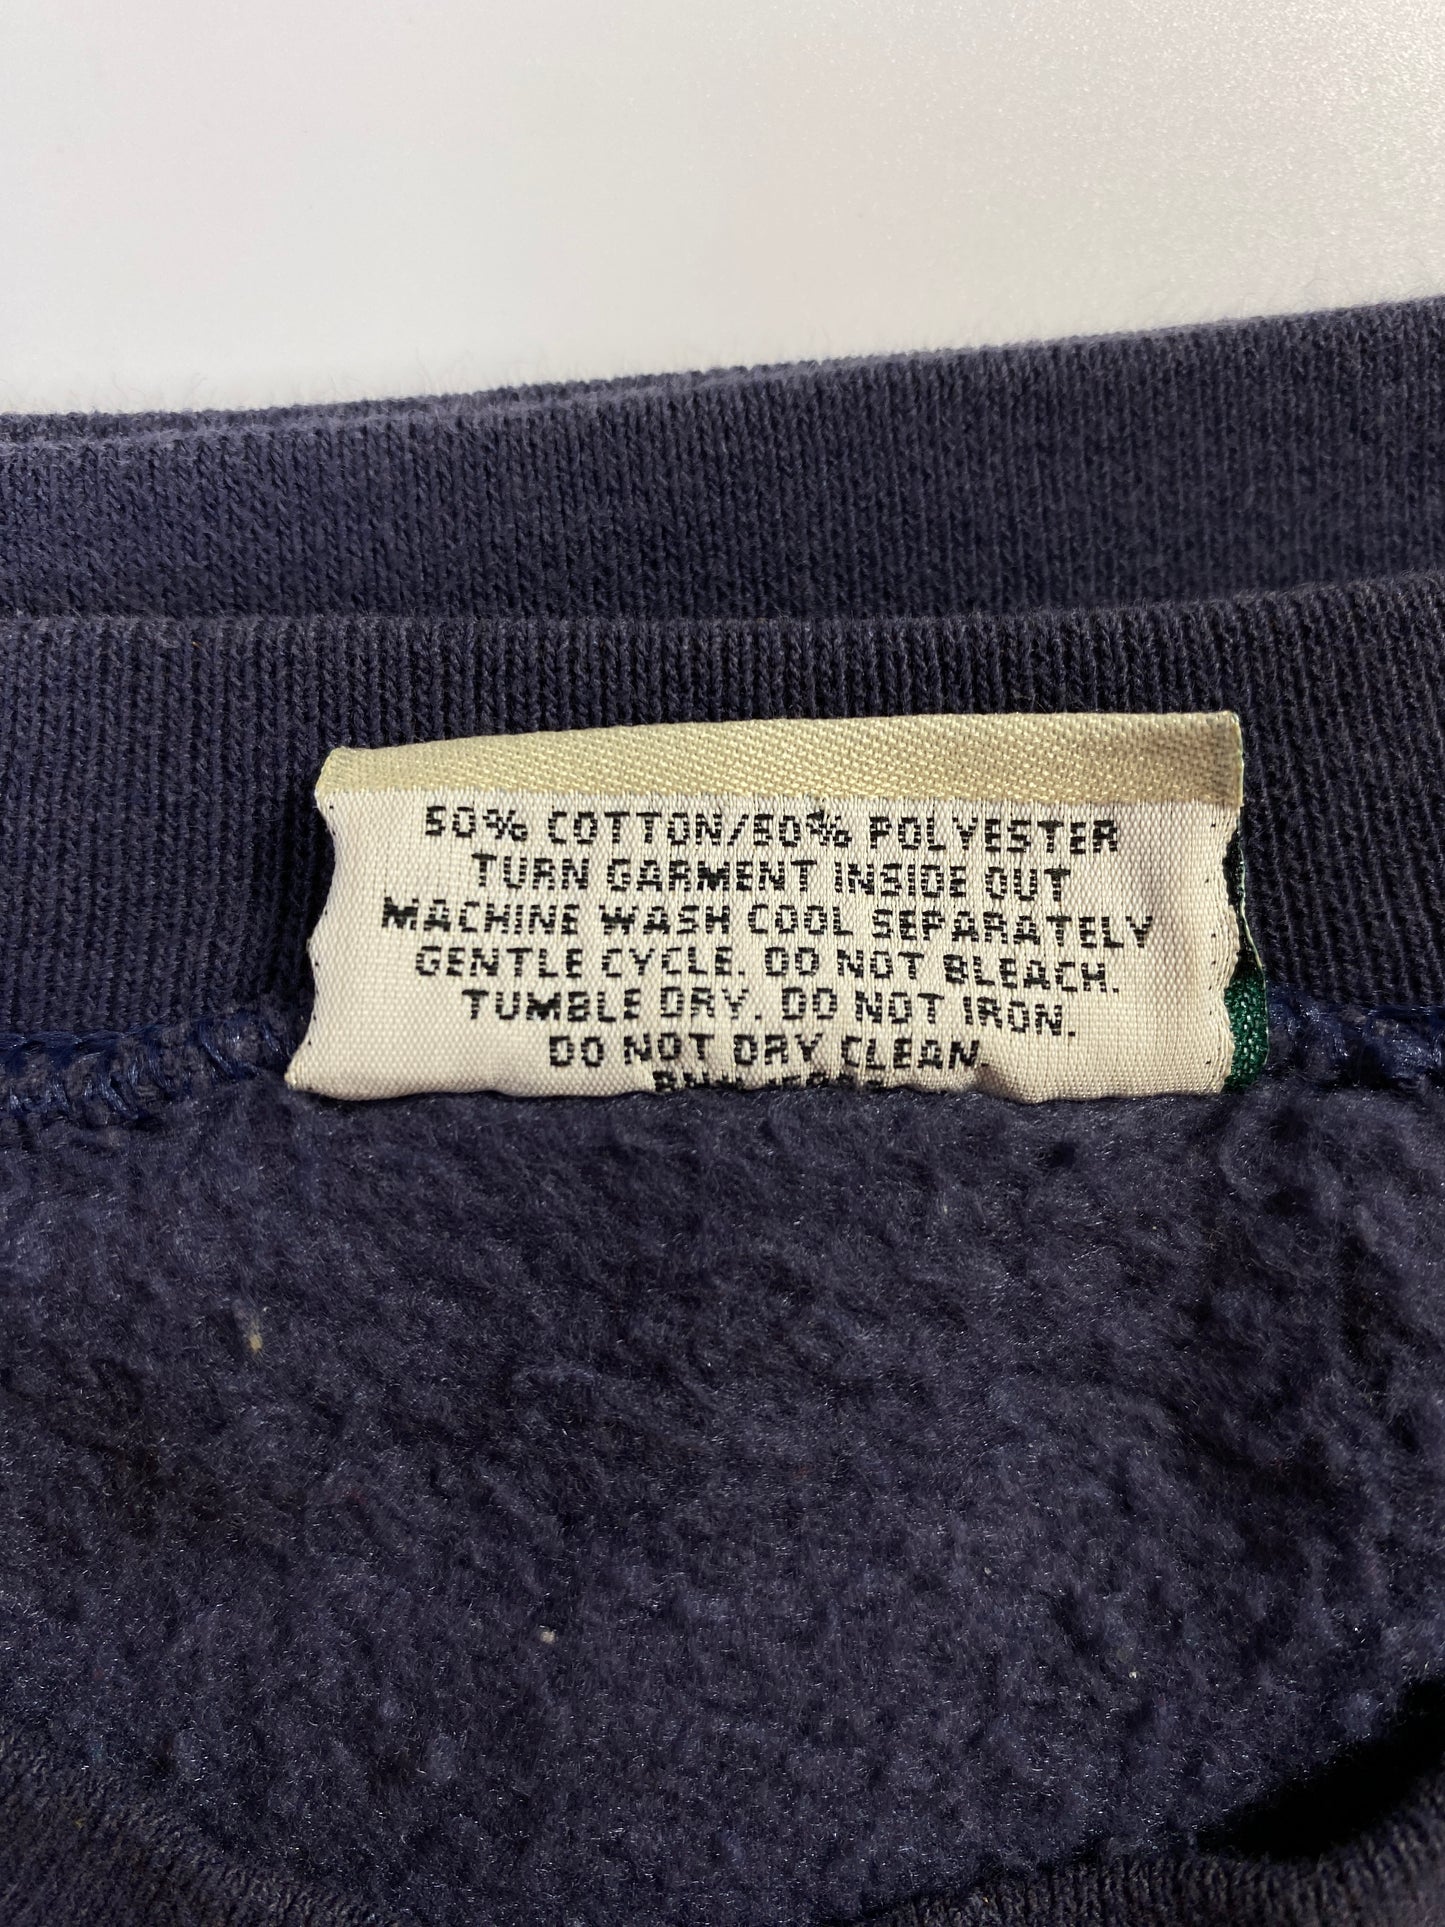 50% COTTON/50% POLYESTER
TURN GARMENT INSIDE OUT
MACHINE WASH COOL SEPARATELY
GENTLE CYCLE. DO NOT BLEACH.
TUMBLE DRY. DO NOT IRON.
DO NOT DRY CLEAN.